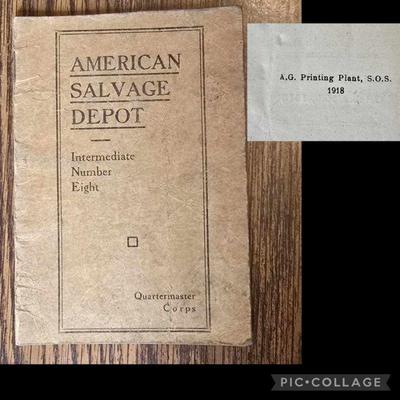 AMERICAN
SALVAGE
DEPOT
Intermediate
Number
Eight
Quartermaster
Corps
A.G. Printing Plant, S.O.S.
1918
PIC•COLLAGE